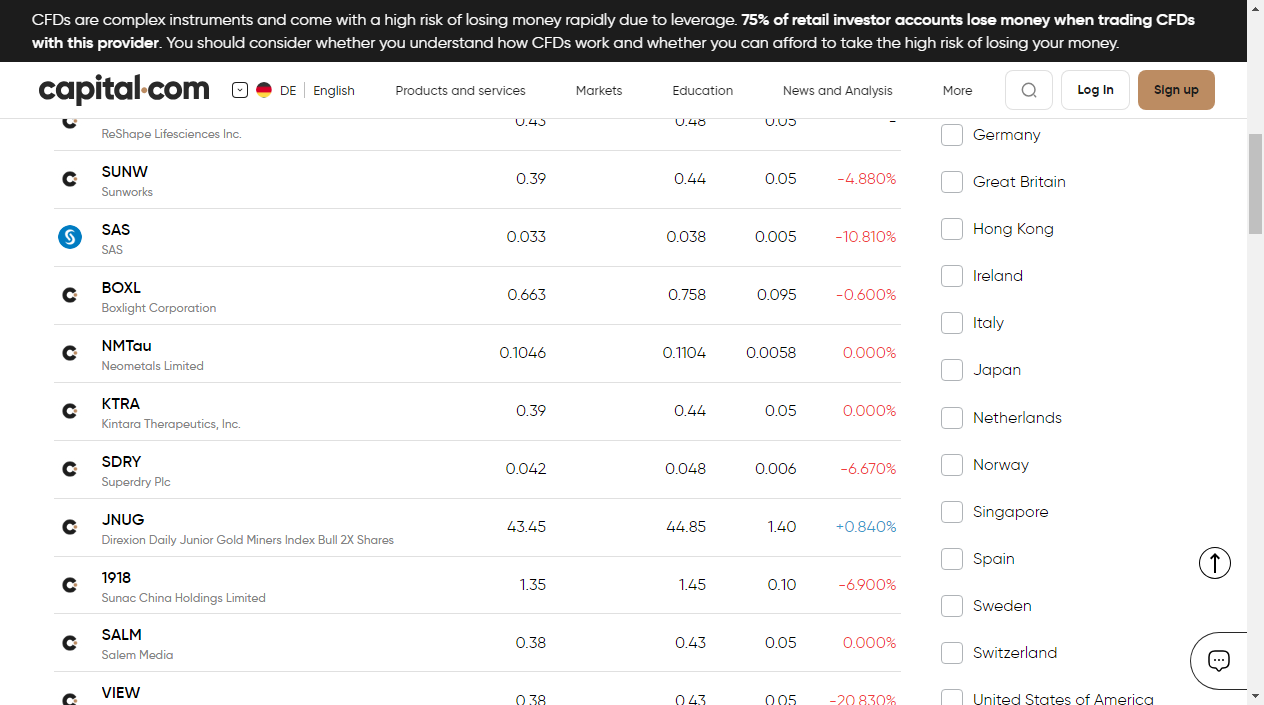 CFDs are complex instruments and come with a high risk of losing money rapidly due to leverage. 75% of retail investor accounts lose money when trading CFDs
with this provider. You should consider whether you understand how CFDs work and whether you can afford to take the high risk of losing your money.
capital.com DE English Products and services Markets Education News and Analysis More Log In Sign up
0.43 0.48 0.05 -
ReShape Lifesciences Inc.
SUNW
Sunworks
0.39 0.44 0.05 -4.880%
SAS
SAS
0.033 0.038 0.005 -10.810%
BOXL
Boxlight Corporation
0.663 0.758 0.095 -0.600%
NMTau
Neometals Limited
0.1046 0.1104 0.0058 0.000%
KTRA
Kintara Therapeutics, Inc.
0.39 0.44 0.05 0.000%
SDRY
Superdry Plc
0.042 0.048 0.006 -6.670%
JNUG
Direxion Daily Junior Gold Miners Index Bull 2X Shares
43.45 44.85 1.40 +0.840%
1918
Sunac China Holdings Limited
1.35 1.45 0.10 -6.900%
SALM
Salem Media
0.38 0.43 0.05 0.000%
VIEW
0.38 0.43 0.05 -20.830%
Germany
Great Britain
Hong Kong
Ireland
Italy
Japan
Netherlands
Norway
Singapore
Spain
Sweden
Switzerland
United States of America